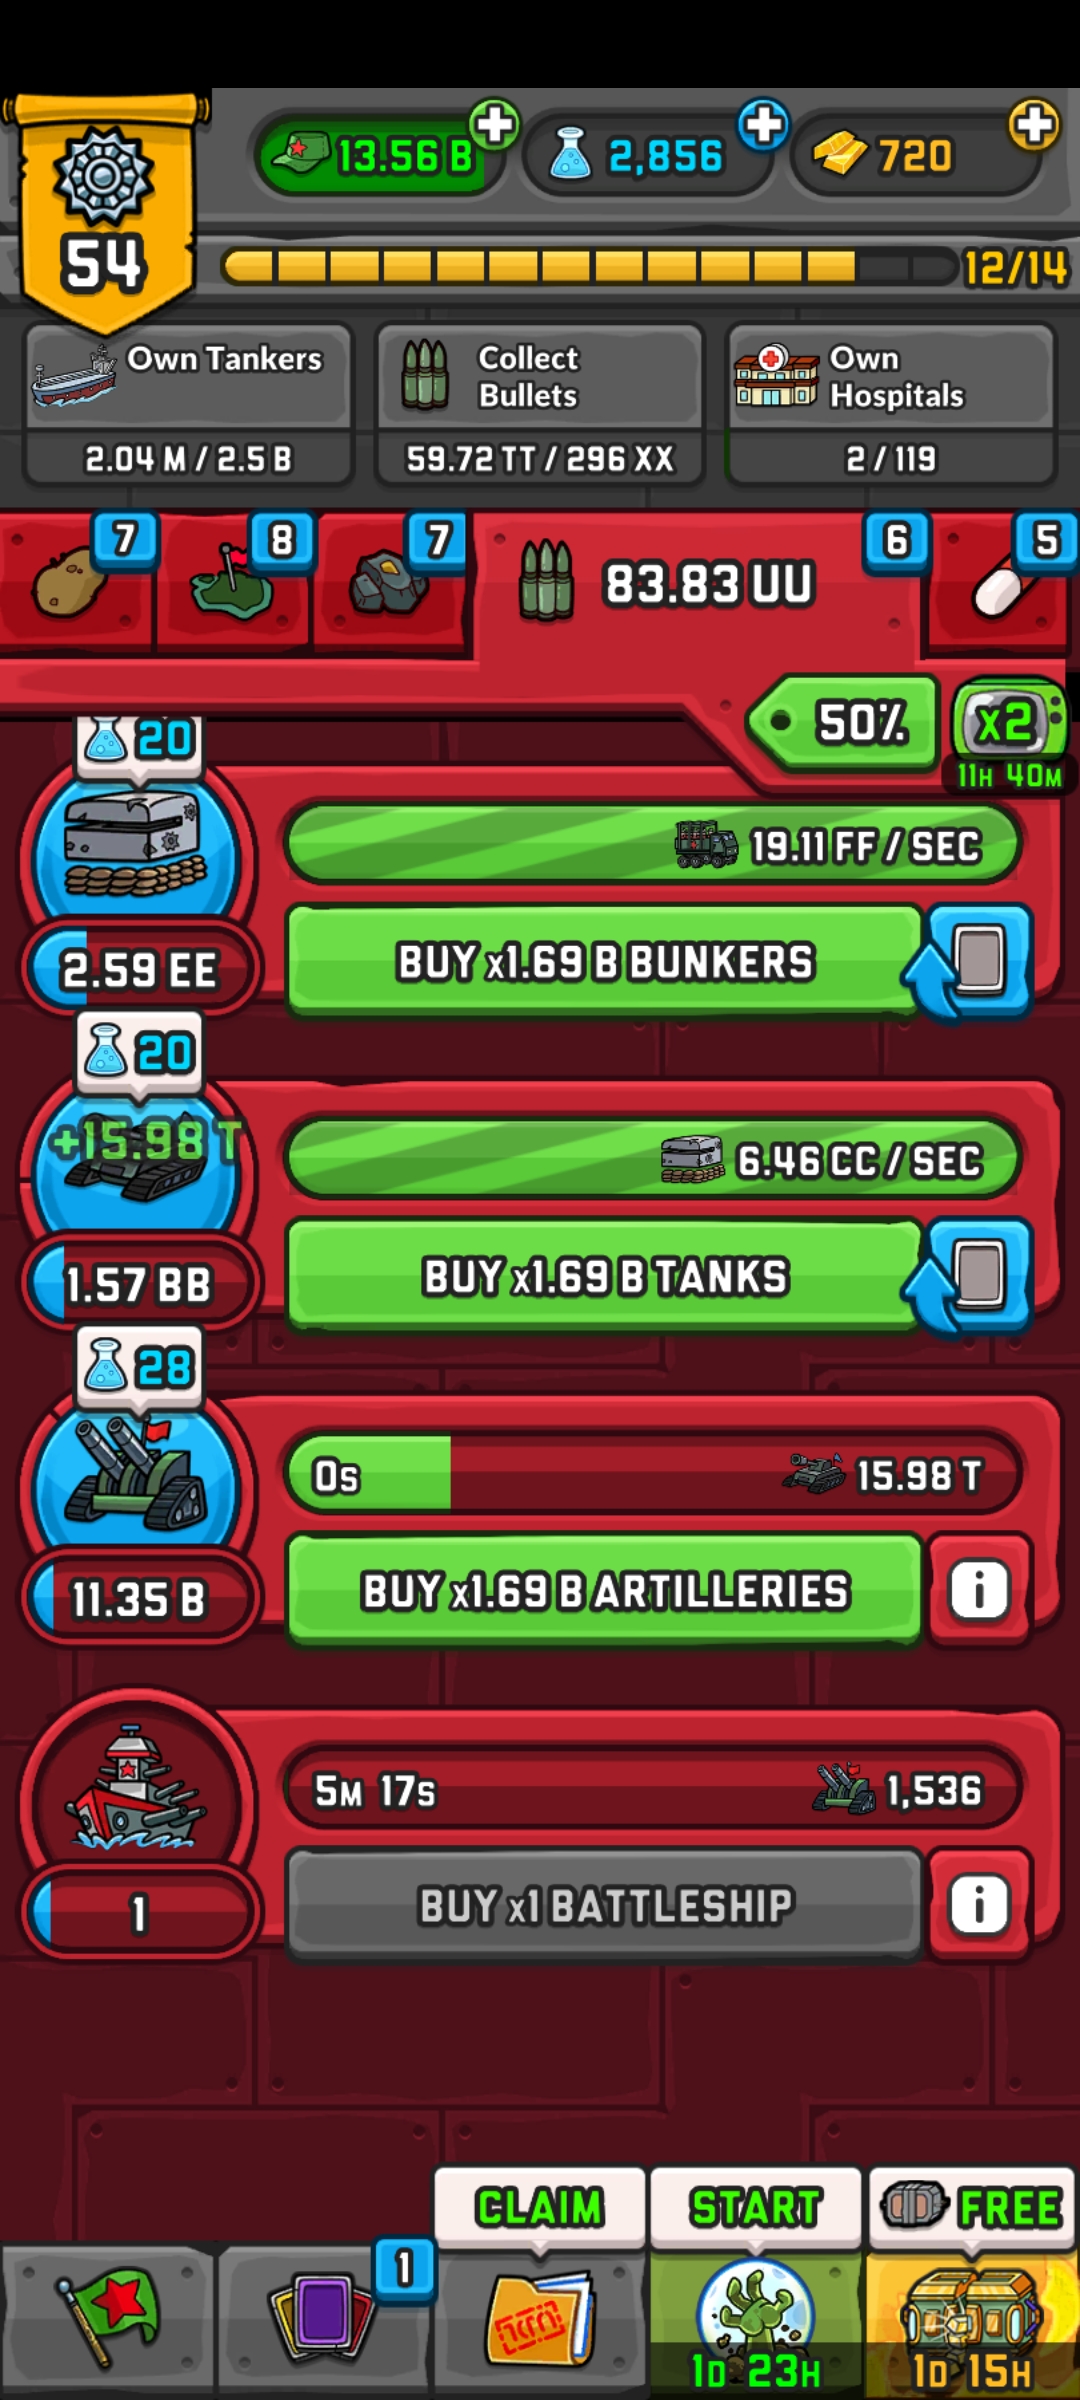 13.56 B
2,856
720
54
12/14
Own Tankers
2.04 M / 2.5 B
Collect
Bullets
59.72 TT / 296 XX
Own
Hospitals
2 / 119
7
8
7
83.83 UU
6
5
50%
x2
11H 40M
20
19.11 FF / SEC
2.59 EE
BUY x1.69 B BUNKERS
20
+15.98 T
6.46 CC / SEC
1.57 BB
BUY x1.69 B TANKS
28
0s
15.98 T
11.35 B
BUY x1.69 B ARTILLERIES
i
5M 17s
1,536
1
BUY x1 BATTLESHIP
i
CLAIM
START
FREE
1
1D 23H
1D 15H